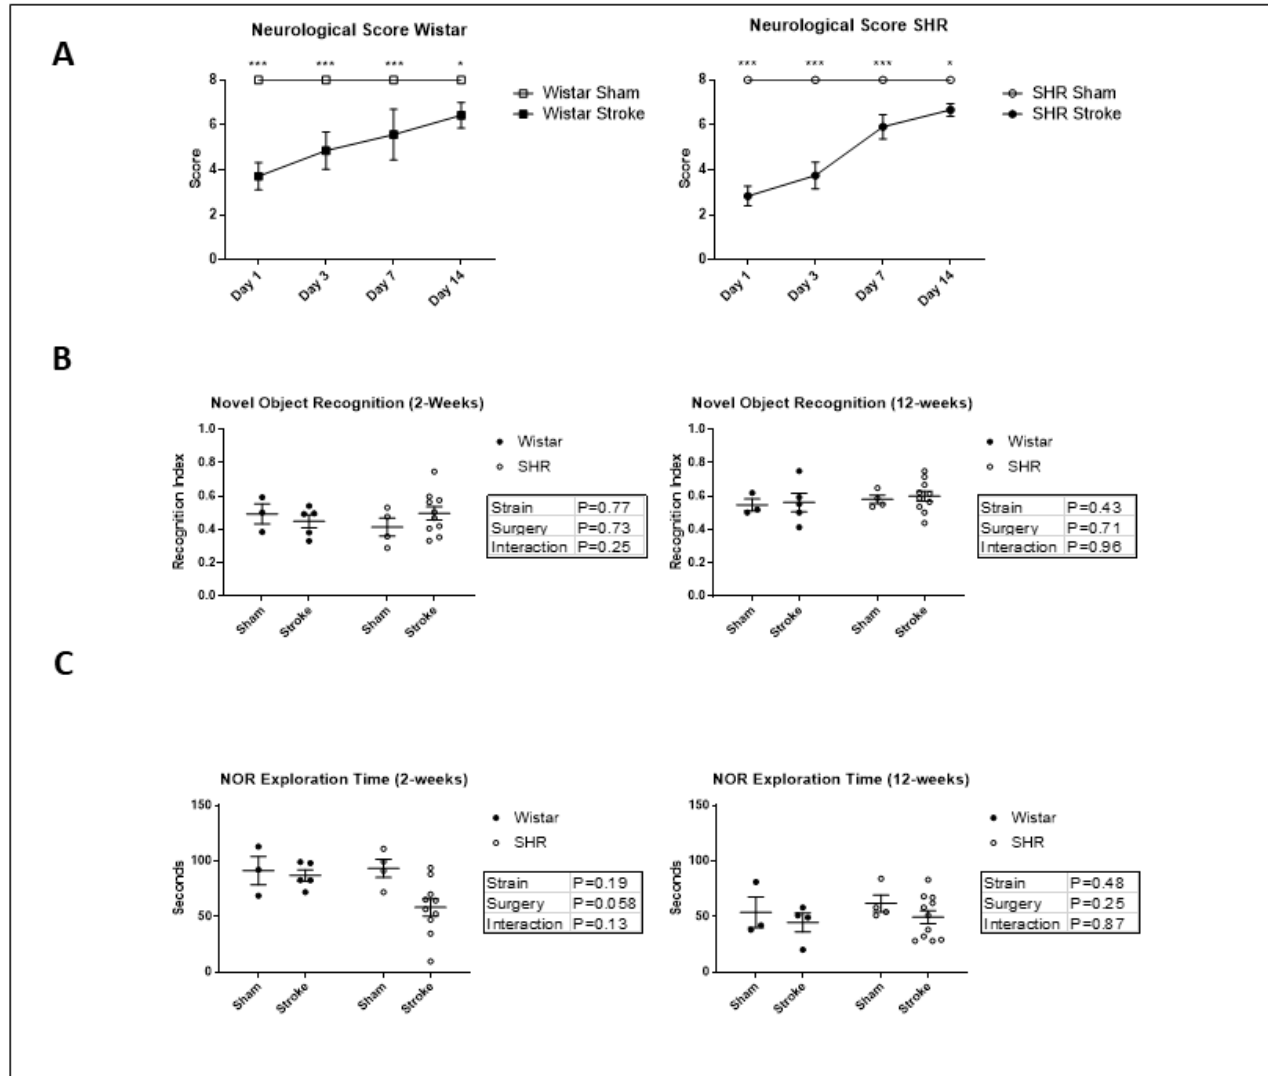 A
Neurological Score Wistar
*** *** *** *
8
6
4
2
0
Score
Day 1 Day 3 Day 7 Day 14
Wistar Sham
Wistar Stroke
Neurological Score SHR
*** *** *** *
8
6
4
2
0
Score
Day 1 Day 3 Day 7 Day 14
SHR Sham
SHR Stroke
B
Novel Object Recognition (2-Weeks)
1.0
0.8
0.6
0.4
0.2
0.0
Recognition Index
Sham Stroke Sham Stroke
Wistar
SHR
Strain P=0.77
Surgery P=0.73
Interaction P=0.25
Novel Object Recognition (12-weeks)
1.0
0.8
0.6
0.4
0.2
0.0
Recognition Index
Sham Stroke Sham Stroke
Wistar
SHR
Strain P=0.43
Surgery P=0.71
Interaction P=0.96
C
NOR Exploration Time (2-weeks)
150
100
50
0
Seconds
Sham Stroke Sham Stroke
Wistar
SHR
Strain P=0.19
Surgery P=0.058
Interaction P=0.13
NOR Exploration Time (12-weeks)
150
100
50
0
Seconds
Sham Stroke Sham Stroke
Wistar
SHR
Strain P=0.48
Surgery P=0.25
Interaction P=0.87